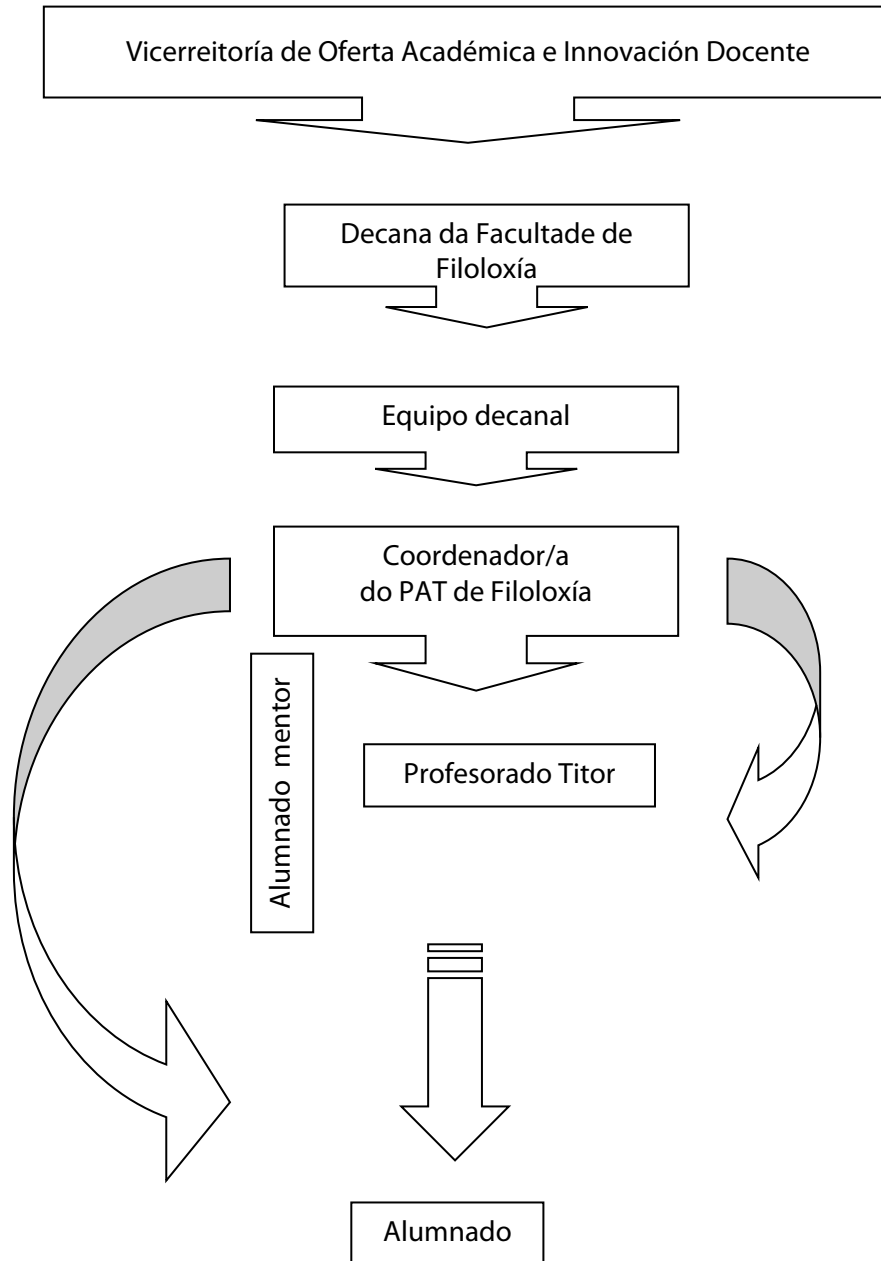 Vicerreitoría de Oferta Académica e Innovación Docente
Decana da Facultade de
Filoloxía
Equipo decanal
Coordenador/a
do PAT de Filoloxía
Alumnado mentor
Profesorado Titor
Alumnado